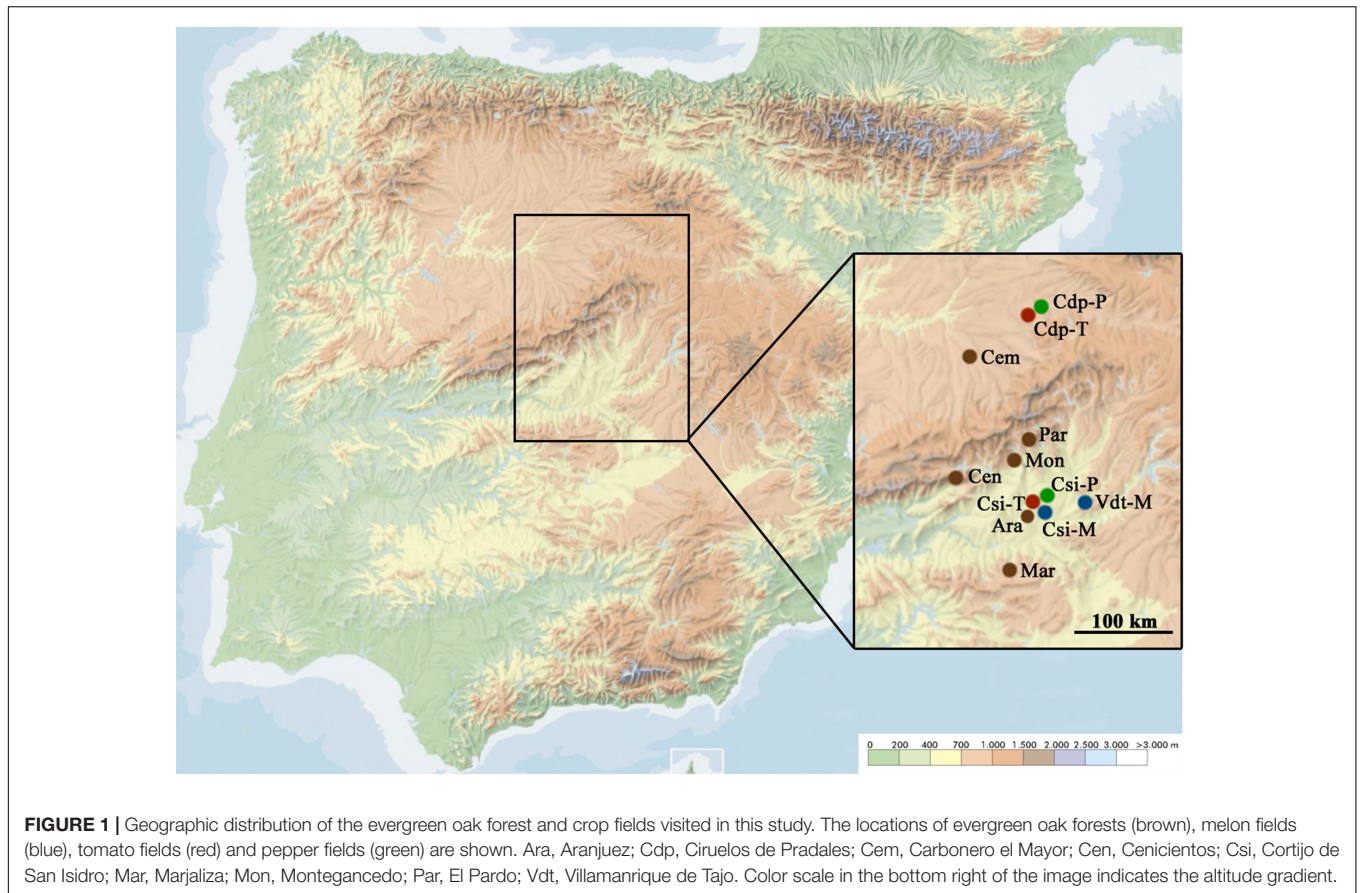 Cdp-P
Cdp-T
Cem
Par
Mon
Cen
Csi-P
Csi-T
Vdt-M
Ara
Csi-M
Mar
100 km
0 200 400 700 1.000 1.500 2.000 2.500 3.000 >3.000 m
FIGURE 1 | Geographic distribution of the evergreen oak forest and crop fields visited in this study. The locations of evergreen oak forests (brown), melon fields
(blue), tomato fields (red) and pepper fields (green) are shown. Ara, Aranjuez; Cdp, Ciruelos de Pradales; Cem, Carbonero el Mayor; Cen, Cenicientos; Csi, Cortijo de
San Isidro; Mar, Marjaliza; Mon, Montegancedo; Par, El Pardo; Vdt, Villamanrique de Tajo. Color scale in the bottom right of the image indicates the altitude gradient.